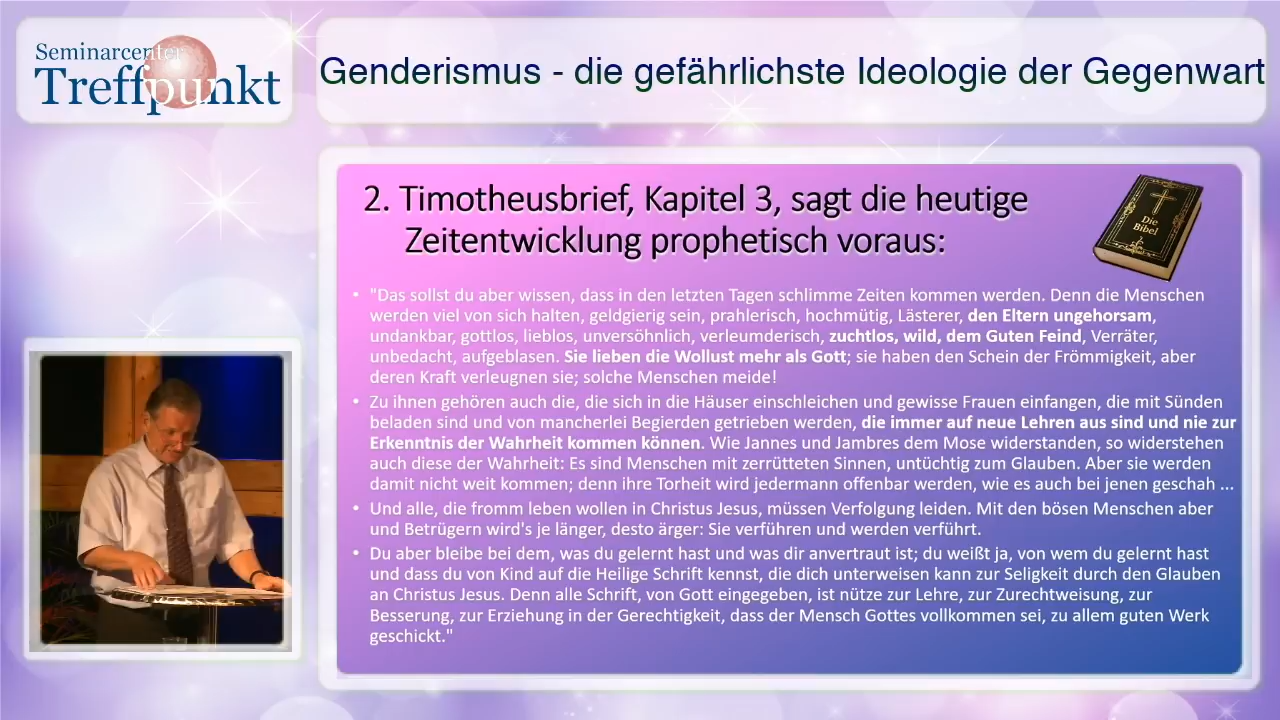 Seminarcenter
Treffpunkt
Genderismus - die gefährlichste Ideologie der Gegenwart
2. Timotheusbrief, Kapitel 3, sagt die heutige
Zeitentwicklung prophetisch voraus:
Die
Bibel
• "Das sollst du aber wissen, dass in den letzten Tagen schlimme Zeiten kommen werden. Denn die Menschen
werden viel von sich halten, geldgierig sein, prahlerisch, hochmütig, Lästerer, den Eltern ungehorsam,
undankbar, gottlos, lieblos, unversöhnlich, verleumderisch, zuchtlos, wild, dem Guten Feind, Verräter,
unbedacht, aufgeblasen. Sie lieben die Wollust mehr als Gott; sie haben den Schein der Frömmigkeit, aber
deren Kraft verleugnen sie; solche Menschen meide!
• Zu ihnen gehören auch die, die sich in die Häuser einschleichen und gewisse Frauen einfangen, die mit Sünden
beladen sind und von mancherlei Begierden getrieben werden, die immer auf neue Lehren aus sind und nie zur
Erkenntnis der Wahrheit kommen können. Wie Jannes und Jambres dem Mose widerstanden, so widerstehen
auch diese der Wahrheit: Es sind Menschen mit zerrütteten Sinnen, untüchtig zum Glauben. Aber sie werden
damit nicht weit kommen; denn ihre Torheit wird jedermann offenbar werden, wie es auch bei jenen geschah ...
• Und alle, die fromm leben wollen in Christus Jesus, müssen Verfolgung leiden. Mit den bösen Menschen aber
und Betrügern wird's je länger, desto ärger: Sie verführen und werden verführt.
• Du aber bleibe bei dem, was du gelernt hast und was dir anvertraut ist; du weißt ja, von wem du gelernt hast
und dass du von Kind auf die Heilige Schrift kennst, die dich unterweisen kann zur Seligkeit durch den Glauben
an Christus Jesus. Denn alle Schrift, von Gott eingegeben, ist nütze zur Lehre, zur Zurechtweisung, zur
Besserung, zur Erziehung in der Gerechtigkeit, dass der Mensch Gottes vollkommen sei, zu allem guten Werk
geschickt."